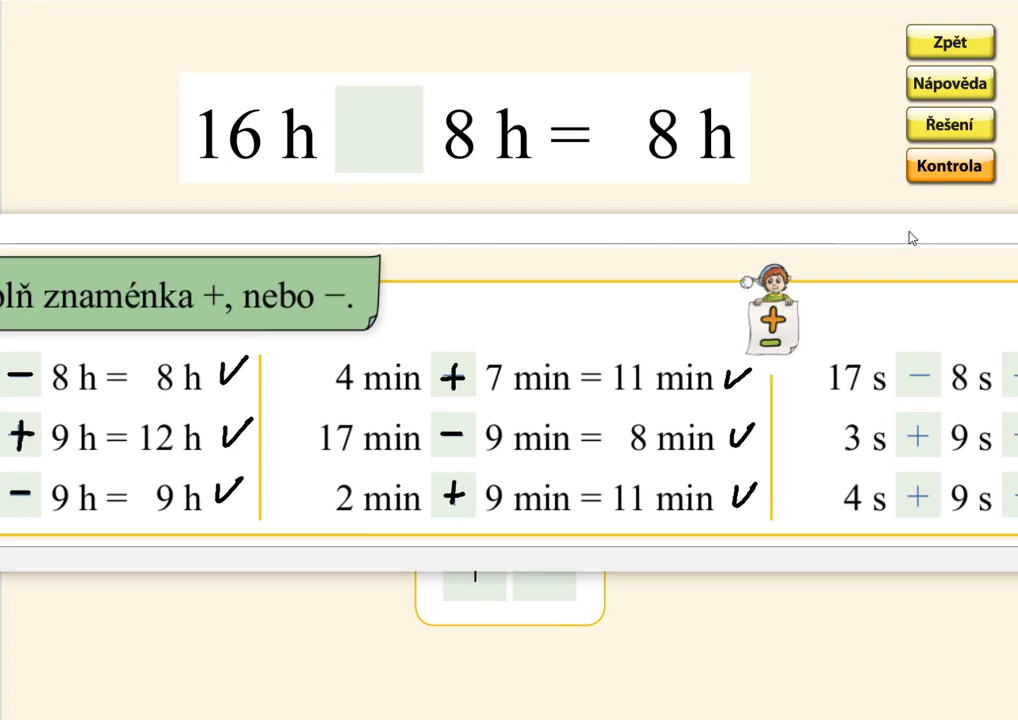 Zpět
Nápověda
Řešení
Kontrola
16 h 8 h = 8 h
lň znaménka +, nebo −.
+
−
− 8 h = 8 h ✓
+ 9 h = 12 h ✓
− 9 h = 9 h ✓
4 min + 7 min = 11 min ✓
17 min − 9 min = 8 min ✓
2 min + 9 min = 11 min ✓
17 s − 8 s
3 s + 9 s
4 s + 9 s